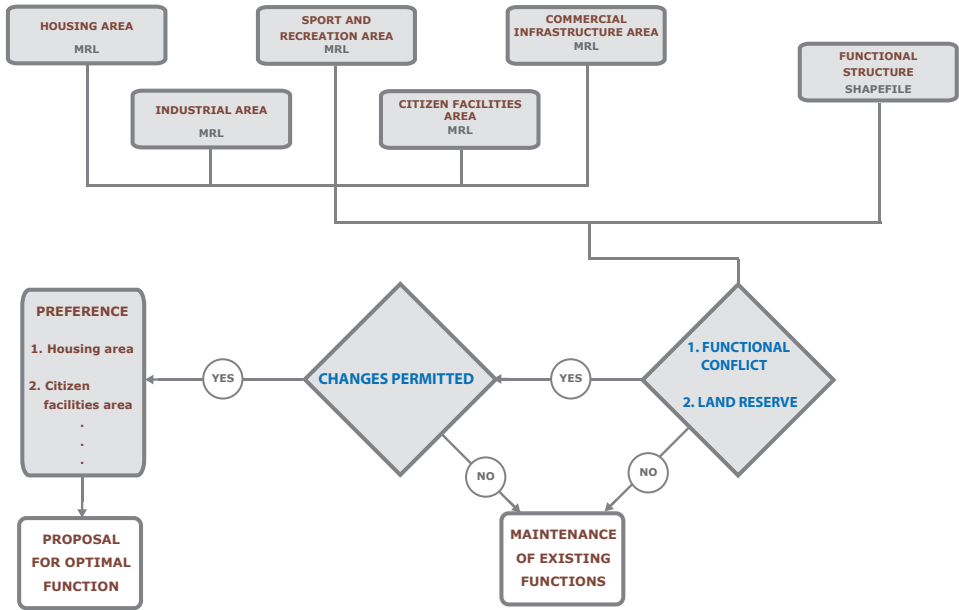 HOUSING AREA
MRL
SPORT AND
RECREATION AREA
MRL
COMMERCIAL
INFRASTRUCTURE AREA
MRL
FUNCTIONAL
STRUCTURE
SHAPEFILE
INDUSTRIAL AREA
MRL
CITIZEN FACILITIES
AREA
MRL
PREFERENCE
1. Housing area
2. Citizen
facilities area
.
.
.
YES
CHANGES PERMITTED
YES
1. FUNCTIONAL
CONFLICT
2. LAND RESERVE
NO
NO
PROPOSAL
FOR OPTIMAL
FUNCTION
MAINTENANCE
OF EXISTING
FUNCTIONS